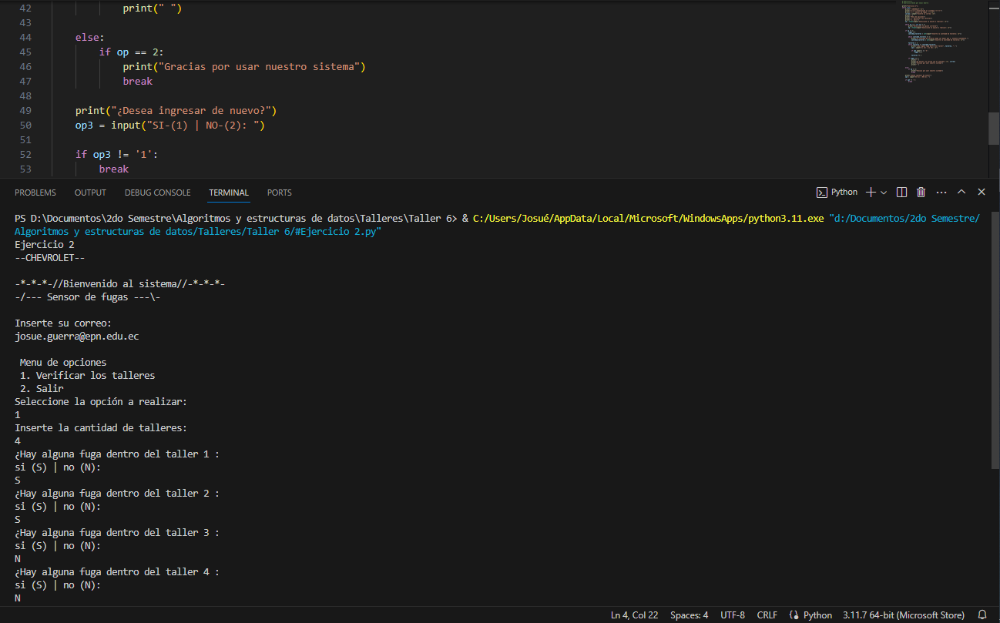 42 print(" ")
43
44 else:
45 if op == 2:
46 print("Gracias por usar nuestro sistema")
47 break
48
49 print("¿Desea ingresar de nuevo?")
50 op3 = input("SI-(1) | NO-(2): ")
51
52 if op3 != '1':
53 break
PROBLEMS OUTPUT DEBUG CONSOLE TERMINAL PORTS Python
PS D:\Documentos\2do Semestre\Algoritmos y estructuras de datos\Talleres\Taller 6> & C:/Users/Josué/AppData/Local/Microsoft/WindowsApps/python3.11.exe "d:/Documentos/2do Semestre/
Algoritmos y estructuras de datos/Talleres/Taller 6/#Ejercicio 2.py"
Ejercicio 2
--CHEVROLET--
-*-*-*-//Bienvenido al sistema//-*-*-*-
-/--- Sensor de fugas ---\-
Inserte su correo:
josue.guerra@epn.edu.ec
Menu de opciones
1. Verificar los talleres
2. Salir
Seleccione la opción a realizar:
1
Inserte la cantidad de talleres:
4
¿Hay alguna fuga dentro del taller 1 :
si (S) | no (N):
S
¿Hay alguna fuga dentro del taller 2 :
si (S) | no (N):
S
¿Hay alguna fuga dentro del taller 3 :
si (S) | no (N):
N
¿Hay alguna fuga dentro del taller 4 :
si (S) | no (N):
N
Ln 4, Col 22 Spaces: 4 UTF-8 CRLF Python 3.11.7 64-bit (Microsoft Store)